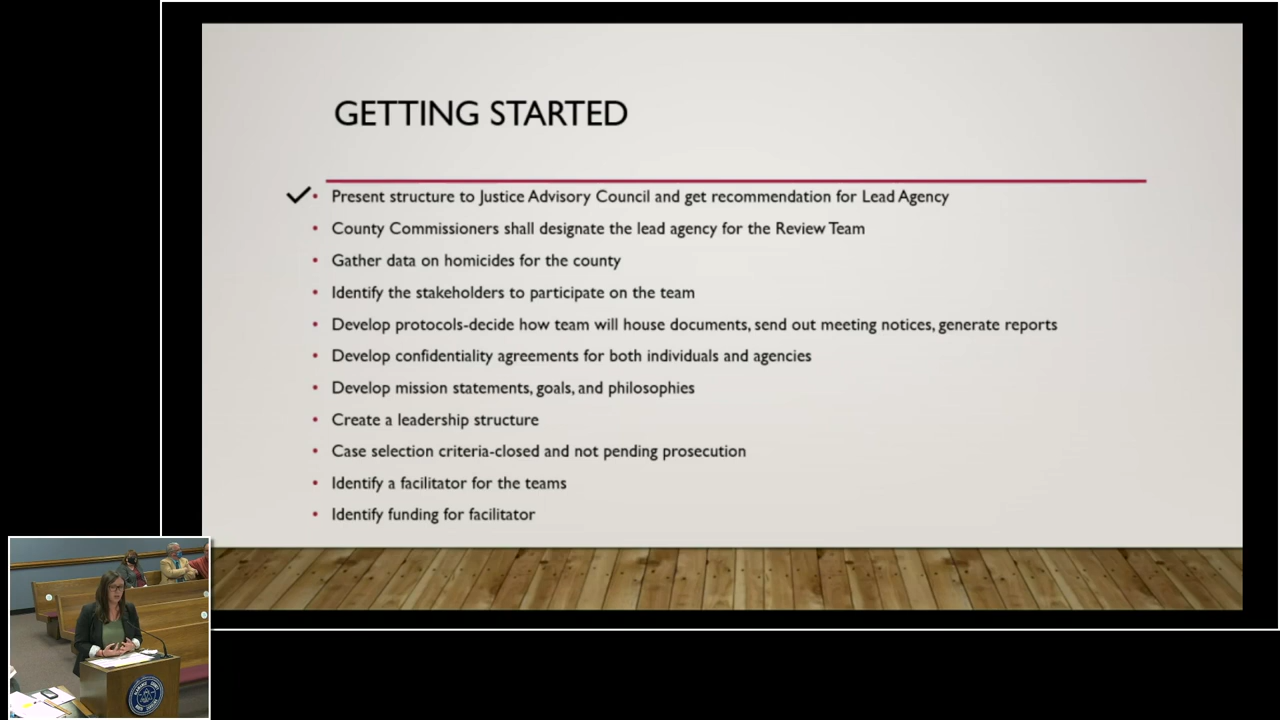 GETTING STARTED
Present structure to Justice Advisory Council and get recommendation for Lead Agency
County Commissioners shall designate the lead agency for the Review Team
Gather data on homicides for the county
Identify the stakeholders to participate on the team
Develop protocols-decide how team will house documents, send out meeting notices, generate reports
Develop confidentiality agreements for both individuals and agencies
Develop mission statements, goals, and philosophies
Create a leadership structure
Case selection criteria-closed and not pending prosecution
Identify a facilitator for the teams
Identify funding for facilitator